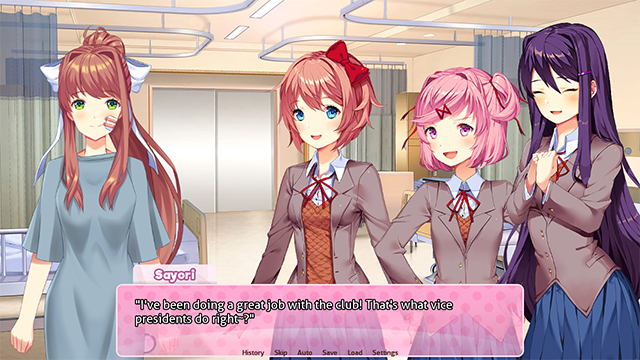 Sayori
"I've been doing a great job with the club! That's what vice
presidents do right~?"
History Skip Auto Save Load Settings